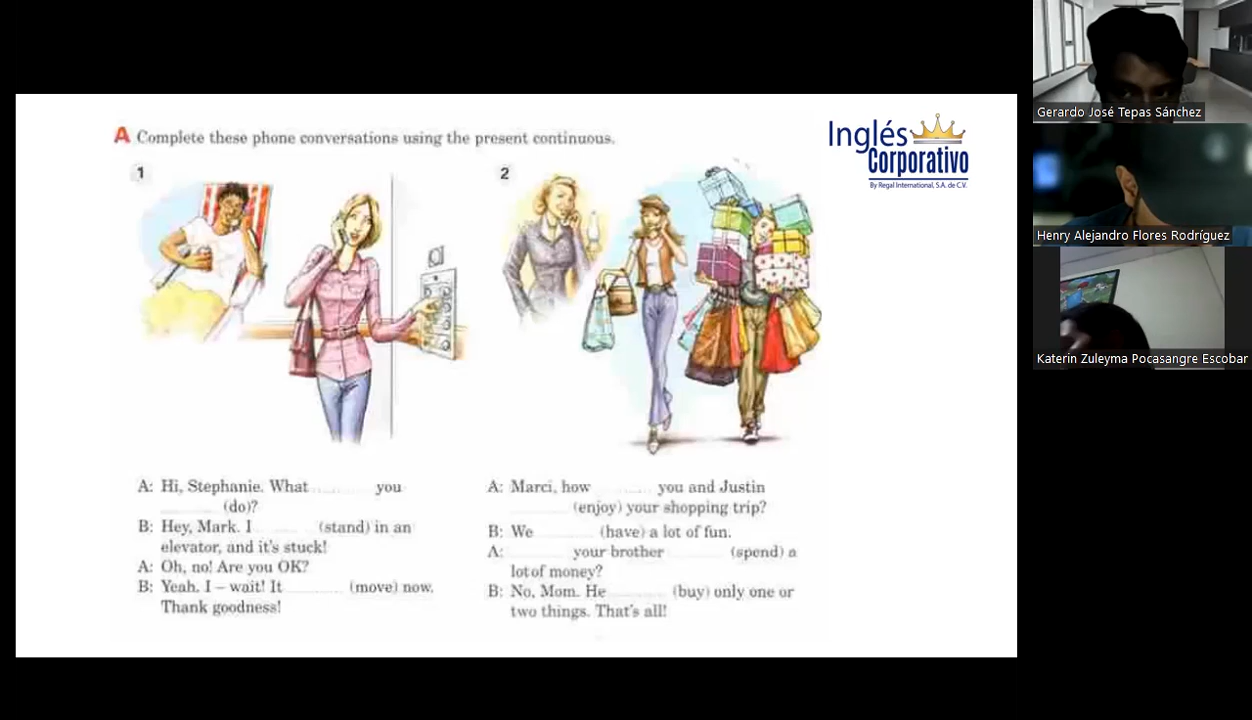 A Complete these phone conversations using the present continuous.
Inglés
Corporativo
By Regal International, S.A. de C.V.
1
2
A: Hi, Stephanie. What ........ you
........ (do)?
B: Hey, Mark. I ........ (stand) in an
elevator, and it's stuck!
A: Oh, no! Are you OK?
B: Yeah. I – wait! It ........ (move) now.
Thank goodness!
A: Marci, how ........ you and Justin
........ (enjoy) your shopping trip?
B: We ........ (have) a lot of fun.
A: ........ your brother ........ (spend) a
lot of money?
B: No, Mom. He ........ (buy) only one or
two things. That's all!
Gerardo José Tepas Sánchez
Henry Alejandro Flores Rodríguez
Katerin Zuleyma Pocasangre Escobar